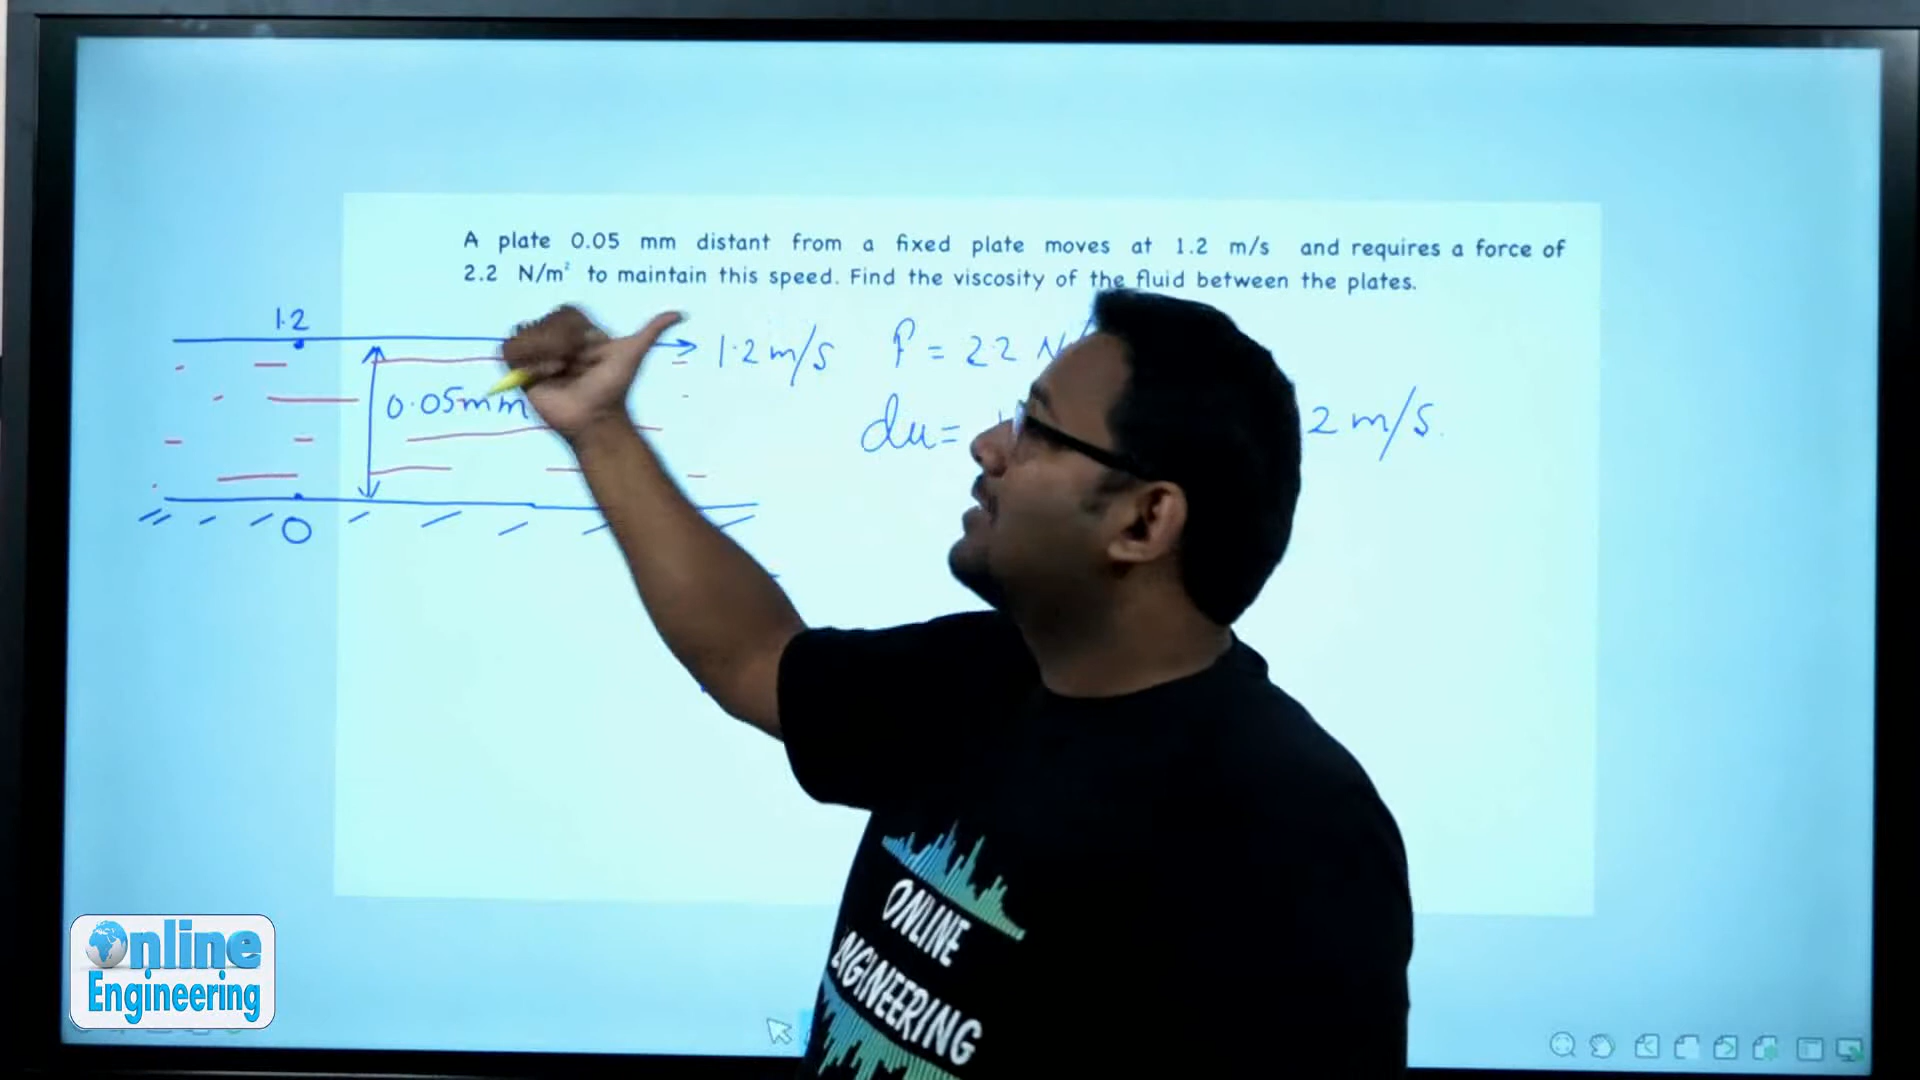 A plate 0.05 mm distant from a fixed plate moves at 1.2 m/s and requires a force of
2.2 N/m² to maintain this speed. Find the viscosity of the fluid between the plates.
1.2
1.2 m/s
F = 2.2 N/
0.05mm
du =
2 m/s.
0
ONLINE
ENGINEERING
Online
Engineering